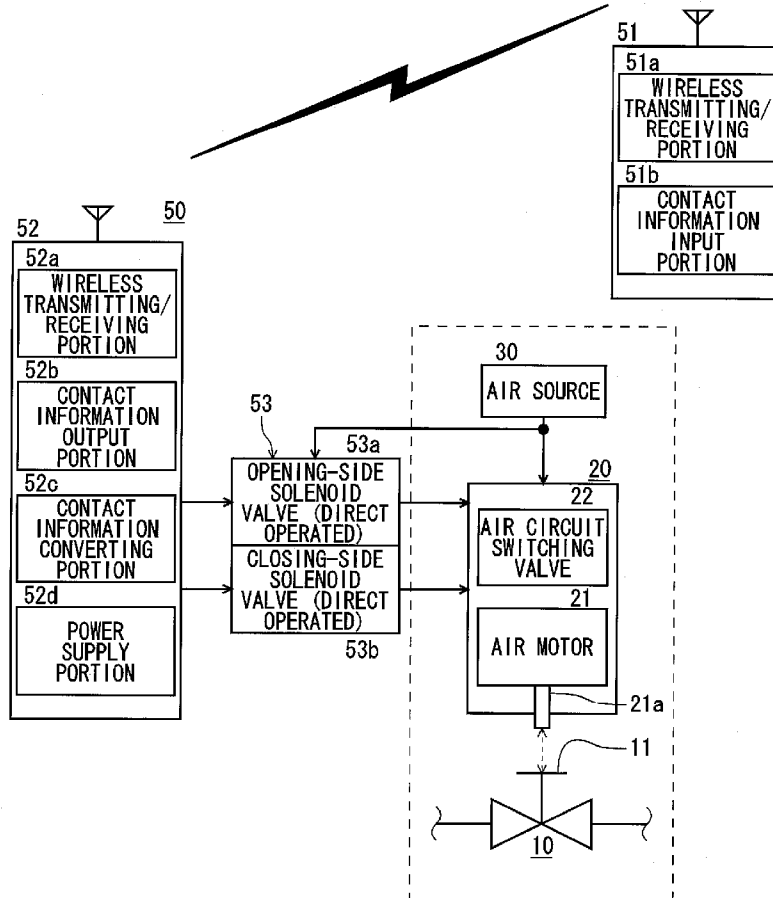 51
51a
WIRELESS
TRANSMITTING/
RECEIVING
PORTION
51b
CONTACT
INFORMATION
INPUT
PORTION
50
52
52a
WIRELESS
TRANSMITTING/
RECEIVING
PORTION
52b
CONTACT
INFORMATION
OUTPUT
PORTION
52c
CONTACT
INFORMATION
CONVERTING
PORTION
52d
POWER
SUPPLY
PORTION
53
53a
OPENING-SIDE
SOLENOID
VALVE (DIRECT
OPERATED)
CLOSING-SIDE
SOLENOID
VALVE (DIRECT
OPERATED)
53b
30
AIR SOURCE
20
22
AIR CIRCUIT
SWITCHING
VALVE
21
AIR MOTOR
21a
11
10